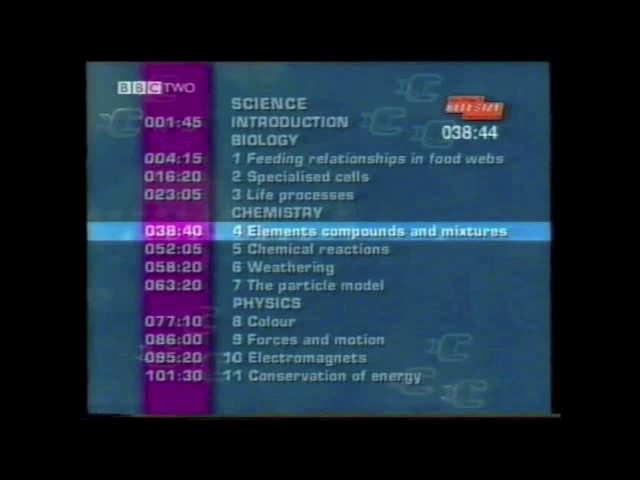 BBC TWO
SCIENCE
BITESIZE
001:45 INTRODUCTION
038:44
BIOLOGY
004:15 1 Feeding relationships in food webs
016:20 2 Specialised cells
023:05 3 Life processes
CHEMISTRY
038:40 4 Elements compounds and mixtures
052:05 5 Chemical reactions
058:20 6 Weathering
063:20 7 The particle model
PHYSICS
077:10 8 Colour
086:00 9 Forces and motion
095:20 10 Electromagnets
101:30 11 Conservation of energy